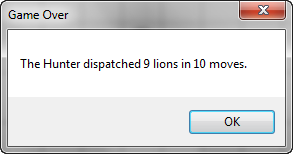 Game Over
The Hunter dispatched 9 lions in 10 moves.
OK